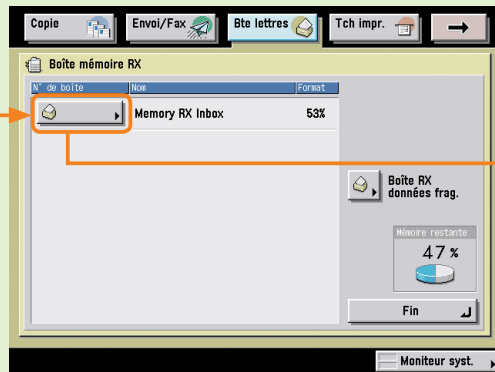 Copie
Envoi/Fax
Bte lettres
Tch impr.
Boîte mémoire RX
N° de boîte
Nom
Format
Memory RX Inbox
53%
Boîte RX
données frag.
Mémoire restante
47 %
Fin
Moniteur syst.